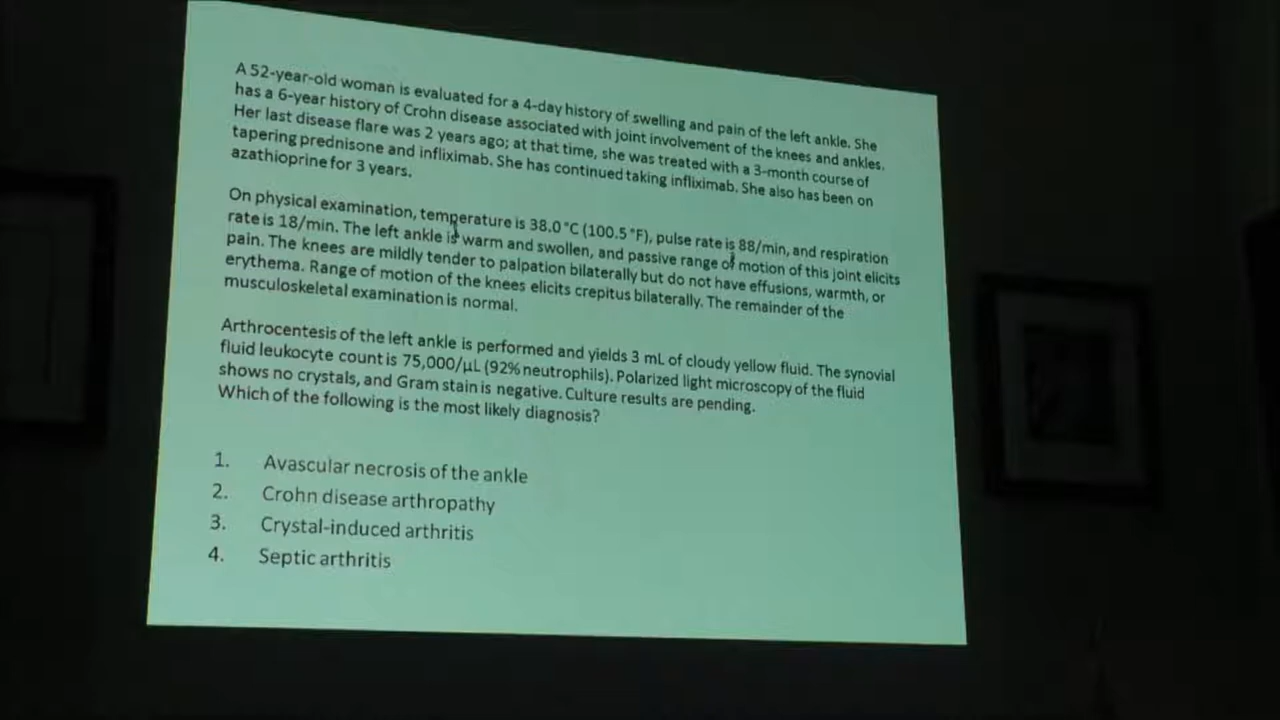 A 52-year-old woman is evaluated for a 4-day history of swelling and pain of the left ankle. She
has a 6-year history of Crohn disease associated with joint involvement of the knees and ankles.
Her last disease flare was 2 years ago; at that time, she was treated with a 3-month course of
tapering prednisone and infliximab. She has continued taking infliximab. She also has been on
azathioprine for 3 years.
On physical examination, temperature is 38.0 °C (100.5 °F), pulse rate is 88/min, and respiration
rate is 18/min. The left ankle is warm and swollen, and passive range of motion of this joint elicits
pain. The knees are mildly tender to palpation bilaterally but do not have effusions, warmth, or
erythema. Range of motion of the knees elicits crepitus bilaterally. The remainder of the
musculoskeletal examination is normal.
Arthrocentesis of the left ankle is performed and yields 3 mL of cloudy yellow fluid. The synovial
fluid leukocyte count is 75,000/µL (92% neutrophils). Polarized light microscopy of the fluid
shows no crystals, and Gram stain is negative. Culture results are pending.
Which of the following is the most likely diagnosis?
1. Avascular necrosis of the ankle
2. Crohn disease arthropathy
3. Crystal-induced arthritis
4. Septic arthritis